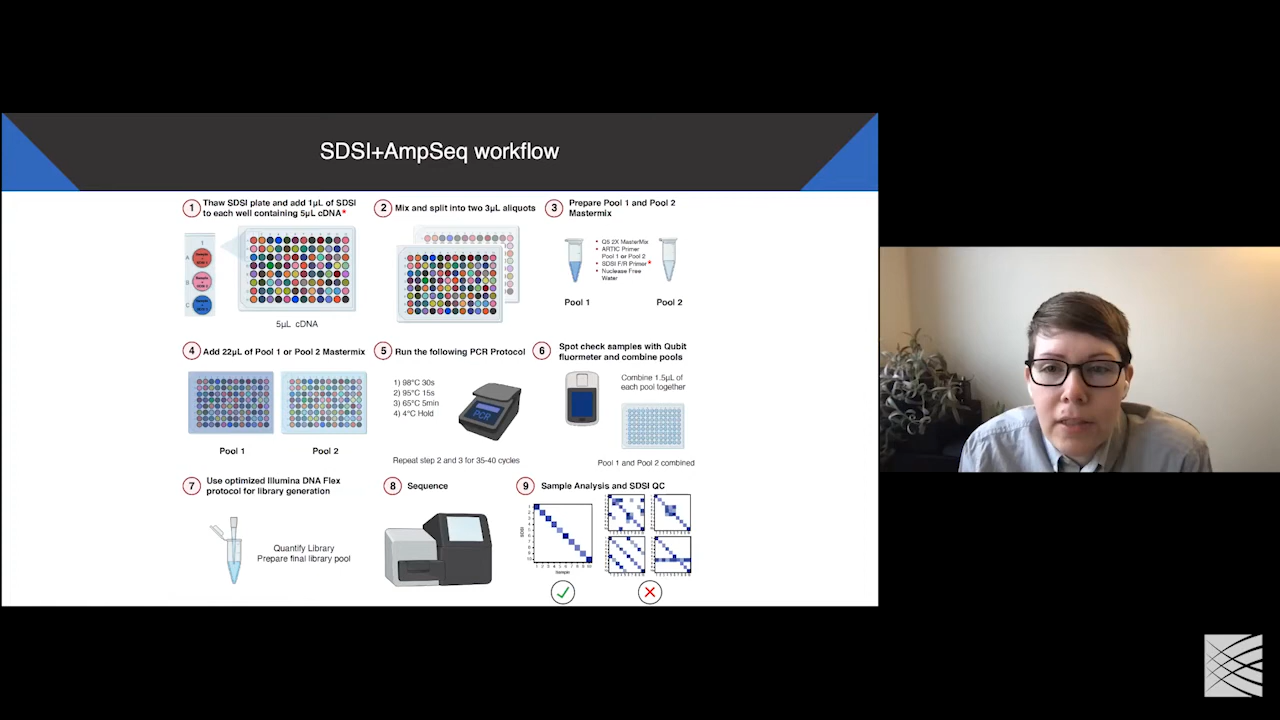 SDSI+AmpSeq workflow
1 Thaw SDSI plate and add 1µL of SDSI
to each well containing 5µL cDNA*
5µL cDNA
2 Mix and split into two 3µL aliquots
3 Prepare Pool 1 and Pool 2
Mastermix
• Q5 2X MasterMix
• ARTIC Primer
Pool 1 or Pool 2
• SDSI F/R Primer*
• Nuclease Free
Water
Pool 1
Pool 2
4 Add 22µL of Pool 1 or Pool 2 Mastermix
Pool 1
Pool 2
5 Run the following PCR Protocol
1) 98°C 30s
2) 95°C 15s
3) 65°C 5min
4) 4°C Hold
PCR
Repeat step 2 and 3 for 35-40 cycles
6 Spot check samples with Qubit
fluormeter and combine pools
Combine 1.5µL of
each pool together
Pool 1 and Pool 2 combined
7 Use optimized Illumina DNA Flex
protocol for library generation
Quantify Library
Prepare final library pool
8 Sequence
9 Sample Analysis and SDSI QC
SDSI
Sample